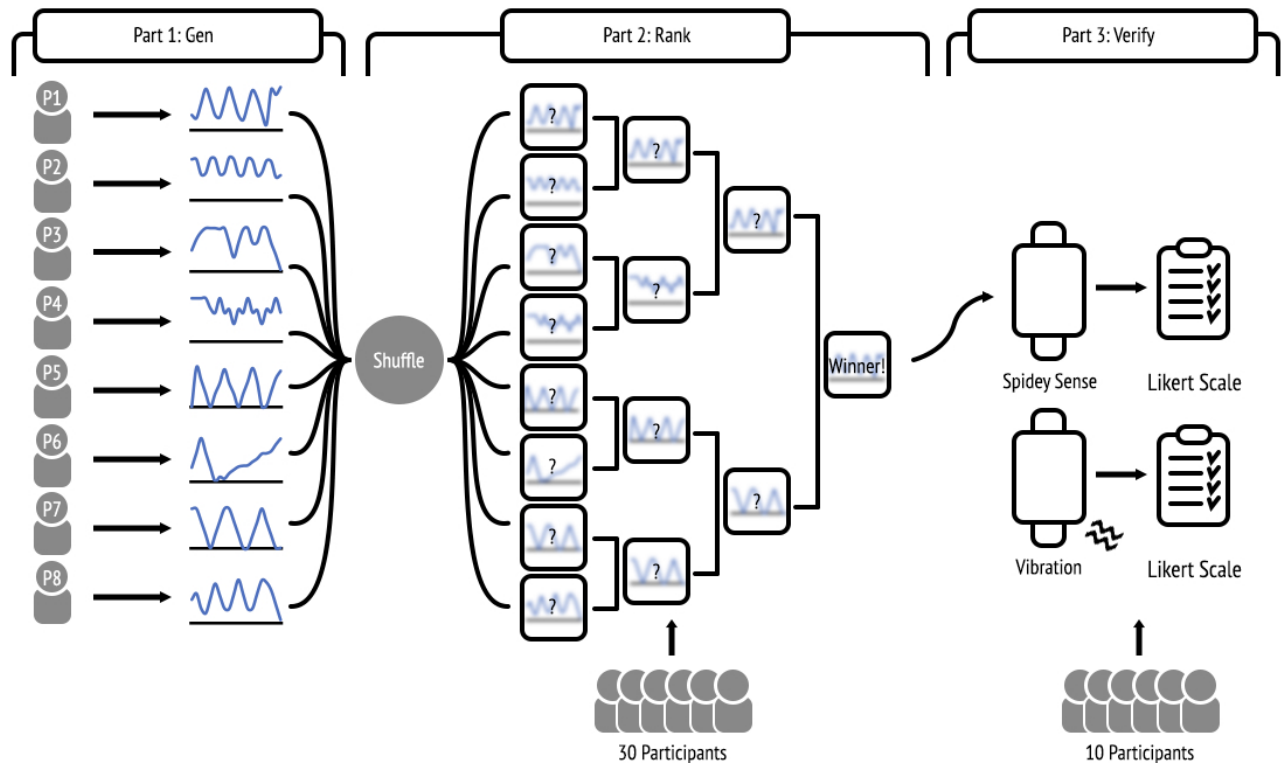 Part 1: Gen
Part 2: Rank
Part 3: Verify
P1
P2
P3
P4
P5
P6
P7
P8
Shuffle
?
?
?
?
?
?
?
?
?
?
?
?
?
?
Winner!
Spidey Sense
Likert Scale
Vibration
Likert Scale
30 Participants
10 Participants